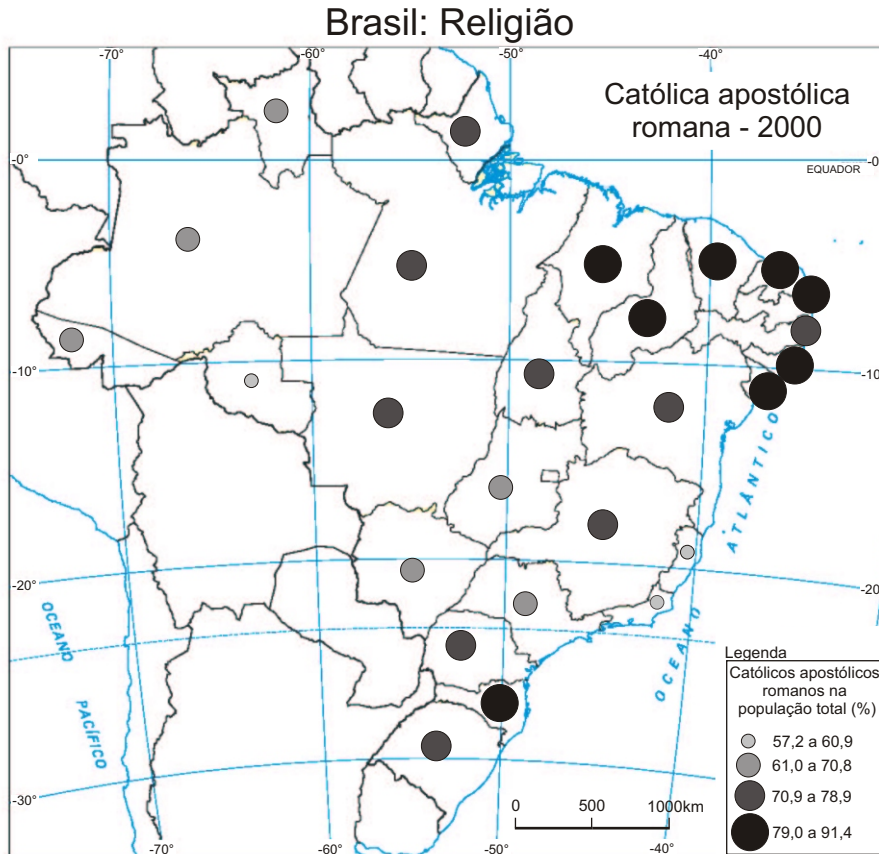 Brasil: Religião
-70° -60° -50° -40°
Católica apostólica
romana - 2000
-0° -0
EQUADOR
-10° -10
ATLÂNTICO
OCEANO
-20° -20
OCEANO
PACÍFICO
-30°
Legenda
Católicos apostólicos
romanos na
população total (%)
57,2 a 60,9
61,0 a 70,8
70,9 a 78,9
79,0 a 91,4
0 500 1000km
-70° -60° -50° -40°